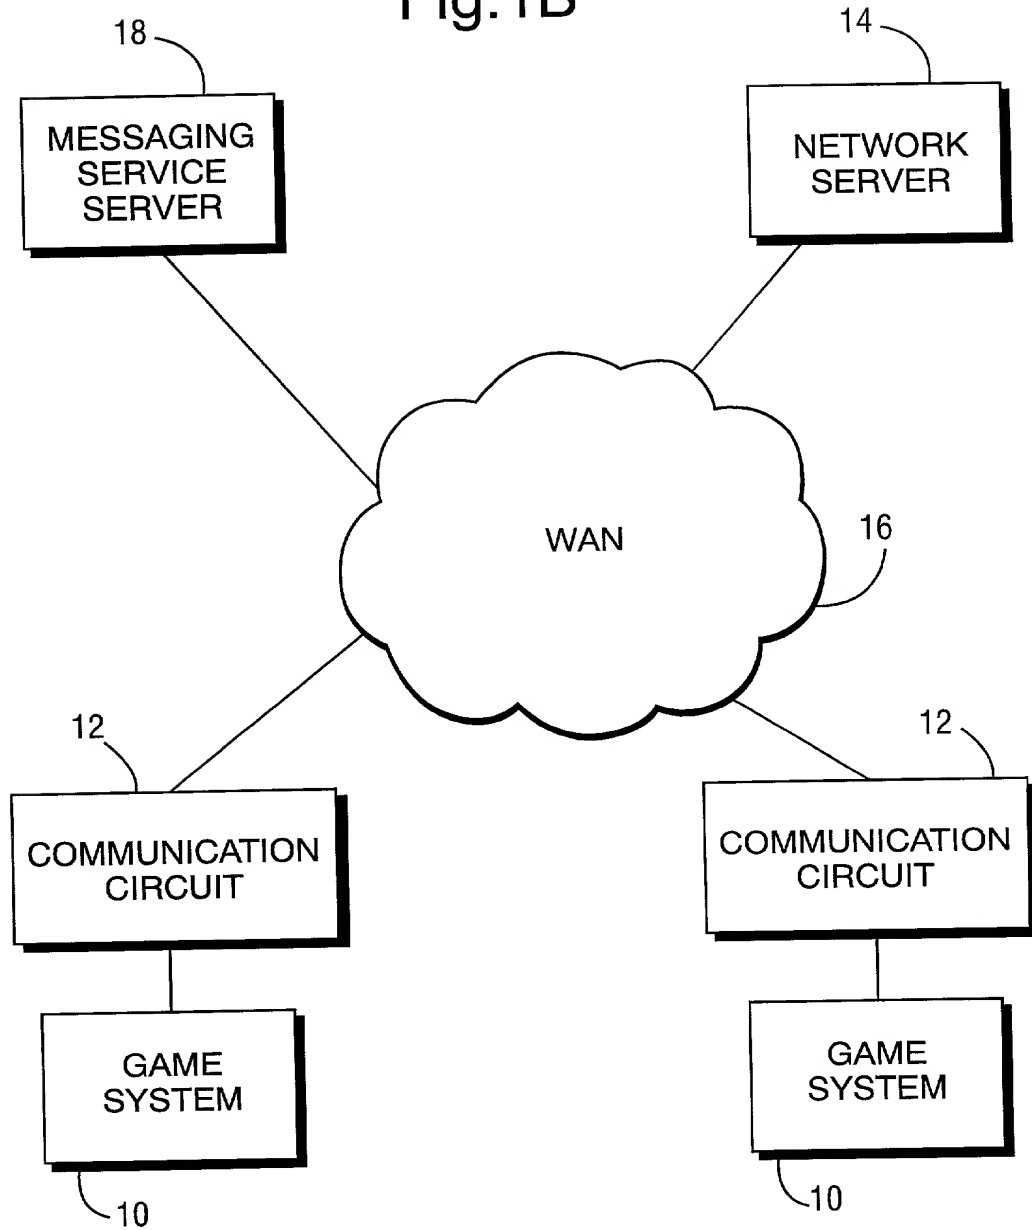 Fig.1B
18
14
MESSAGING
SERVICE
SERVER
NETWORK
SERVER
WAN
16
12
12
COMMUNICATION
CIRCUIT
COMMUNICATION
CIRCUIT
GAME
SYSTEM
GAME
SYSTEM
10
10